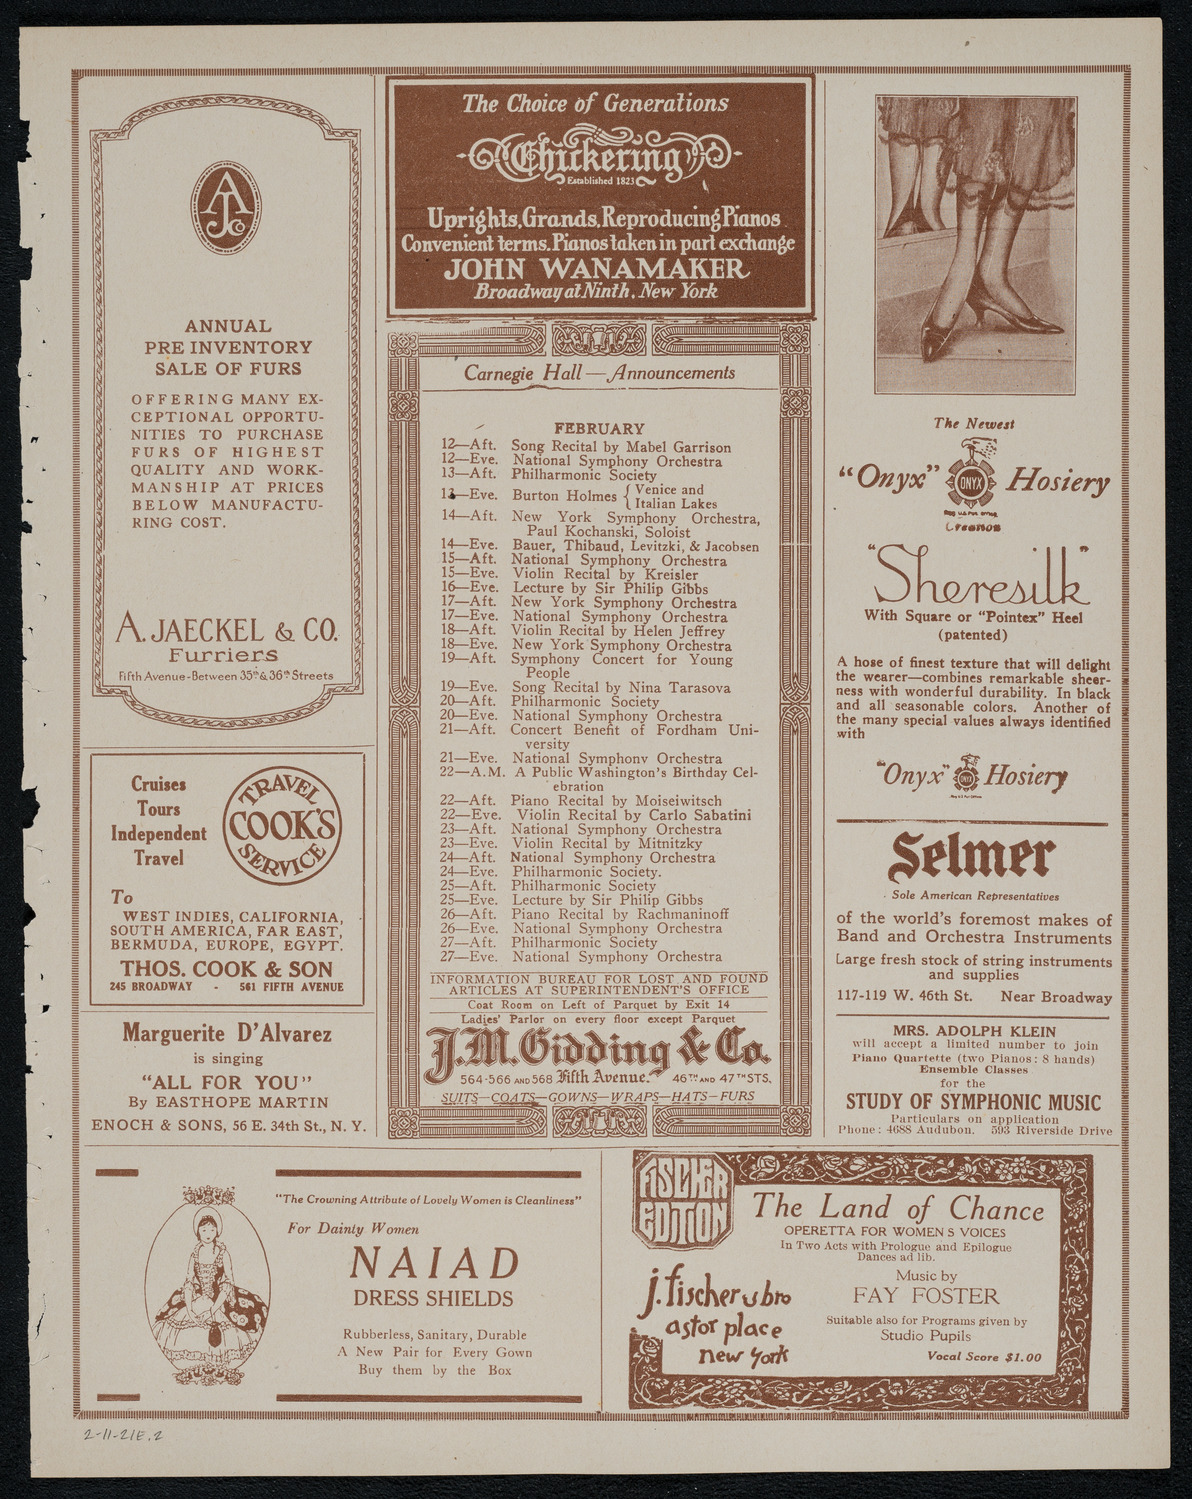 AJCo
ANNUAL
PRE INVENTORY
SALE OF FURS
OFFERING MANY EX-
CEPTIONAL OPPORTU-
NITIES TO PURCHASE
FURS OF HIGHEST
QUALITY AND WORK-
MANSHIP AT PRICES
BELOW MANUFACTU-
RING COST.
A. JAECKEL & CO.
Furriers
Fifth Avenue-Between 35th & 36th Streets
Cruises
Tours
Independent
Travel
TRAVEL
COOK'S
SERVICE
To
WEST INDIES, CALIFORNIA,
SOUTH AMERICA, FAR EAST,
BERMUDA, EUROPE, EGYPT.
THOS. COOK & SON
245 BROADWAY - 561 FIFTH AVENUE
Marguerite D'Alvarez
is singing
"ALL FOR YOU"
By EASTHOPE MARTIN
ENOCH & SONS, 56 E. 34th St., N. Y.
The Choice of Generations
Chickering
Established 1823
Uprights, Grands, Reproducing Pianos
Convenient terms. Pianos taken in part exchange
JOHN WANAMAKER
Broadway at Ninth, New York
Carnegie Hall—Announcements
FEBRUARY
12—Aft. Song Recital by Mabel Garrison
12—Eve. National Symphony Orchestra
13—Aft. Philharmonic Society
13—Eve. Burton Holmes { Venice and
Italian Lakes
14—Aft. New York Symphony Orchestra,
Paul Kochanski, Soloist
14—Eve. Bauer, Thibaud, Levitzki, & Jacobsen
15—Aft. National Symphony Orchestra
15—Eve. Violin Recital by Kreisler
16—Eve. Lecture by Sir Philip Gibbs
17—Aft. New York Symphony Orchestra
17—Eve. National Symphony Orchestra
18—Aft. Violin Recital by Helen Jeffrey
18—Eve. New York Symphony Orchestra
19—Aft. Symphony Concert for Young
People
19—Eve. Song Recital by Nina Tarasova
20—Aft. Philharmonic Society
20—Eve. National Symphony Orchestra
21—Aft. Concert Benefit of Fordham Uni-
versity
21—Eve. National Symphony Orchestra
22—A.M. A Public Washington's Birthday Cel-
ebration
22—Aft. Piano Recital by Moiseiwitsch
22—Eve. Violin Recital by Carlo Sabatini
23—Aft. National Symphony Orchestra
23—Eve. Violin Recital by Mitnitzky
24—Aft. National Symphony Orchestra
24—Eve. Philharmonic Society.
25—Aft. Philharmonic Society
25—Eve. Lecture by Sir Philip Gibbs
26—Aft. Piano Recital by Rachmaninoff
26—Eve. National Symphony Orchestra
27—Aft. Philharmonic Society
27—Eve. National Symphony Orchestra
INFORMATION BUREAU FOR LOST AND FOUND
ARTICLES AT SUPERINTENDENT'S OFFICE
Coat Room on Left of Parquet by Exit 14
Ladies' Parlor on every floor except Parquet
J.M. Gidding & Co.
564-566 AND 568 Fifth Avenue. 46TH AND 47TH STS.
SUITS—COATS—GOWNS—WRAPS—HATS—FURS
The Newest
"Onyx" ONYX Hosiery
"Sheresilk"
With Square or "Pointex" Heel
(patented)
A hose of finest texture that will delight
the wearer—combines remarkable sheer-
ness with wonderful durability. In black
and all seasonable colors. Another of
the many special values always identified
with
"Onyx" Hosiery
Selmer
Sole American Representatives
of the world's foremost makes of
Band and Orchestra Instruments
Large fresh stock of string instruments
and supplies
117-119 W. 46th St. Near Broadway
MRS. ADOLPH KLEIN
will accept a limited number to join
Piano Quartette (two Pianos: 8 hands)
Ensemble Classes
for the
STUDY OF SYMPHONIC MUSIC
Particulars on application
Phone: 4688 Audubon. 593 Riverside Drive
"The Crowning Attribute of Lovely Women is Cleanliness"
For Dainty Women
NAIAD
DRESS SHIELDS
Rubberless, Sanitary, Durable
A New Pair for Every Gown
Buy them by the Box
FISCHER
EDITION
j. fischer & bro
astor place
new york
The Land of Chance
OPERETTA FOR WOMEN S VOICES
In Two Acts with Prologue and Epilogue
Dances ad lib.
Music by
FAY FOSTER
Suitable also for Programs given by
Studio Pupils
Vocal Score $1.00
2-11-21E.2